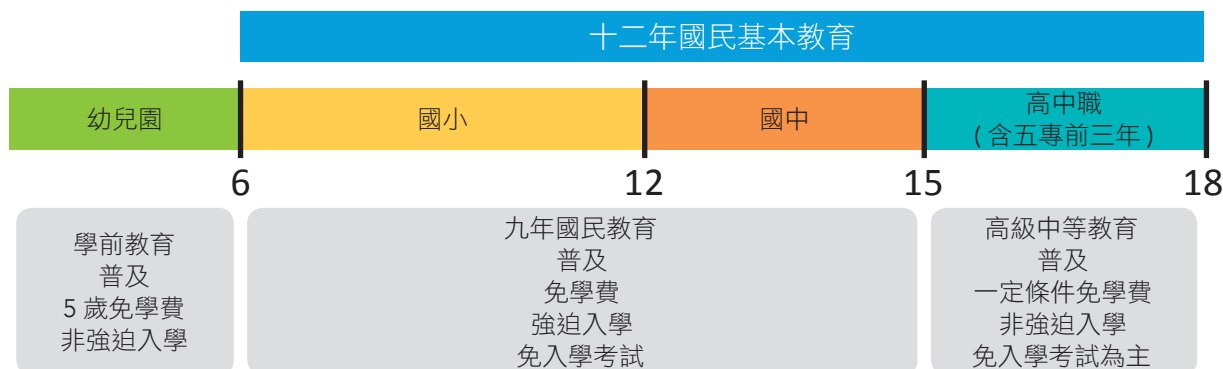 十二年國民基本教育
幼兒園
國小
國中
高中職
( 含五專前三年 )
6
12
15
18
學前教育
普及
5 歲免學費
非強迫入學
九年國民教育
普及
免學費
強迫入學
免入學考試
高級中等教育
普及
一定條件免學費
非強迫入學
免入學考試為主